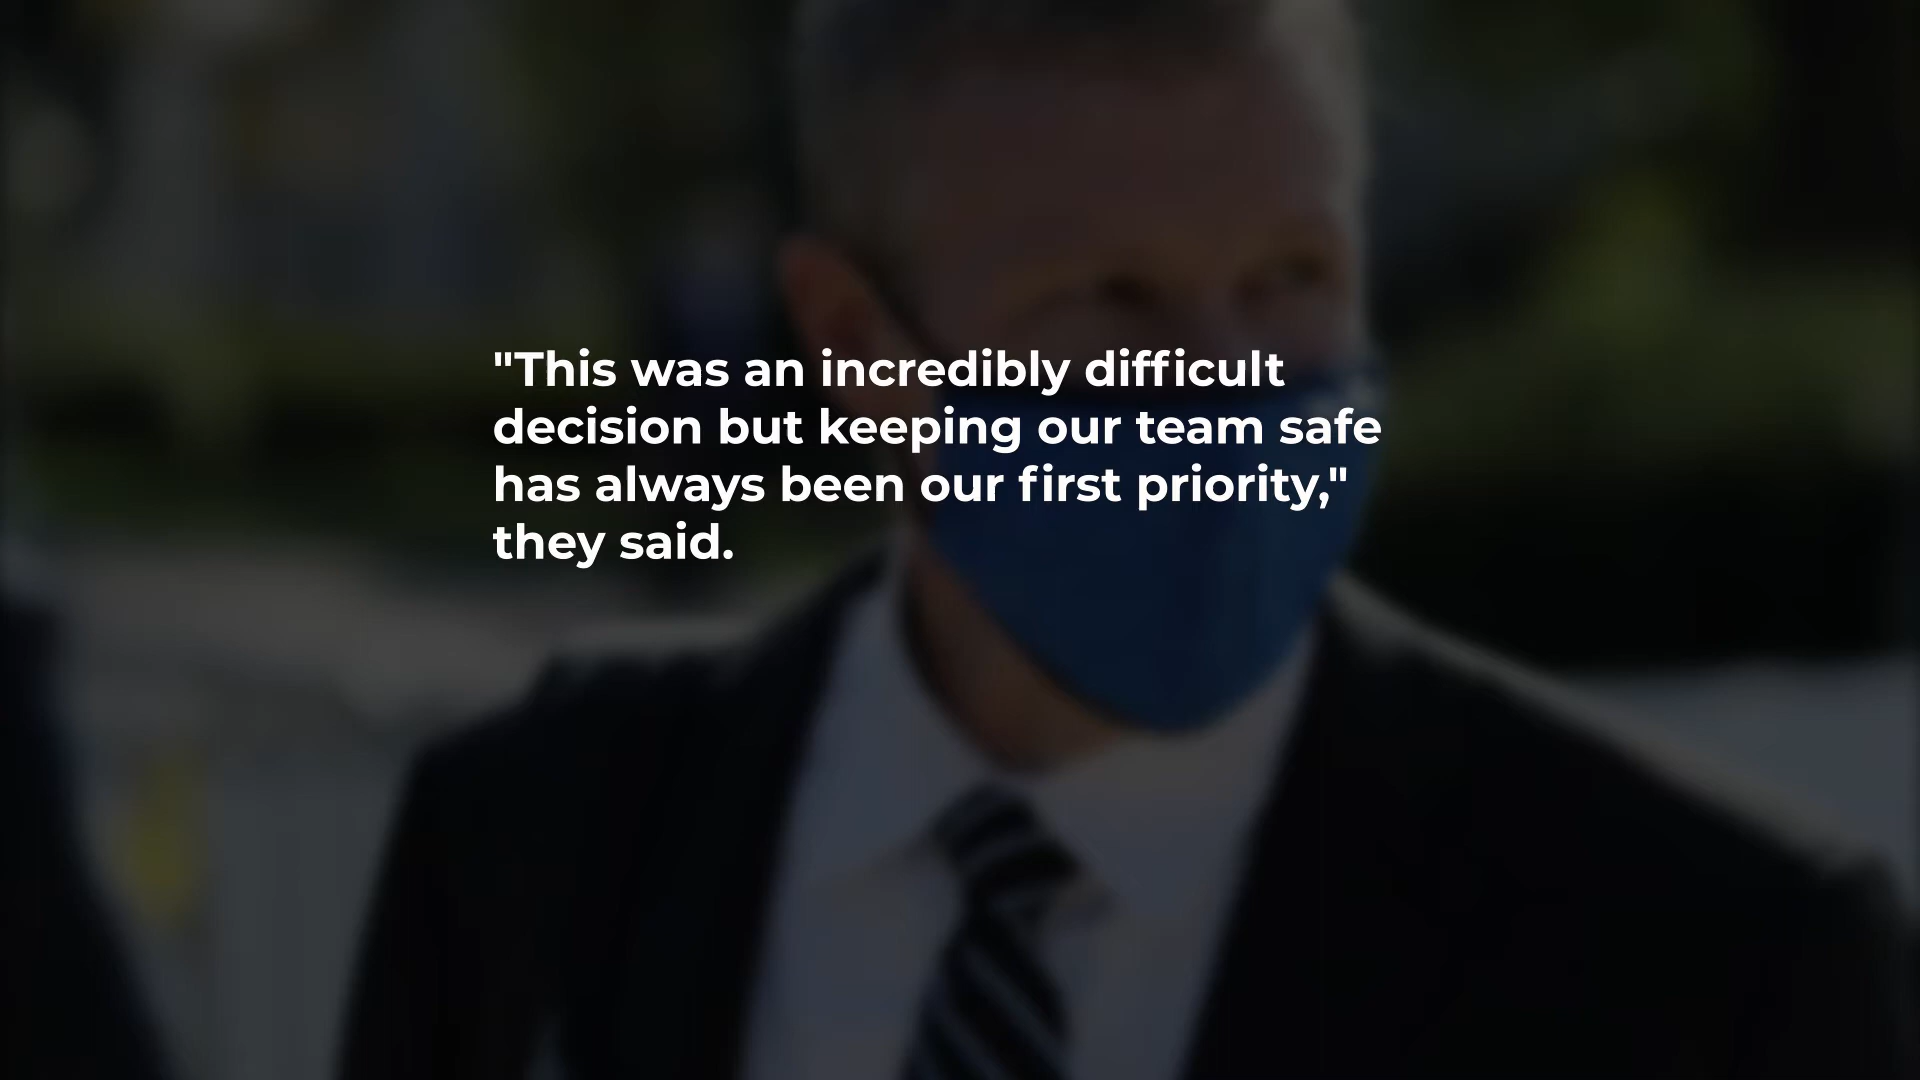 "This was an incredibly difficult
decision but keeping our team safe
has always been our first priority,"
they said.